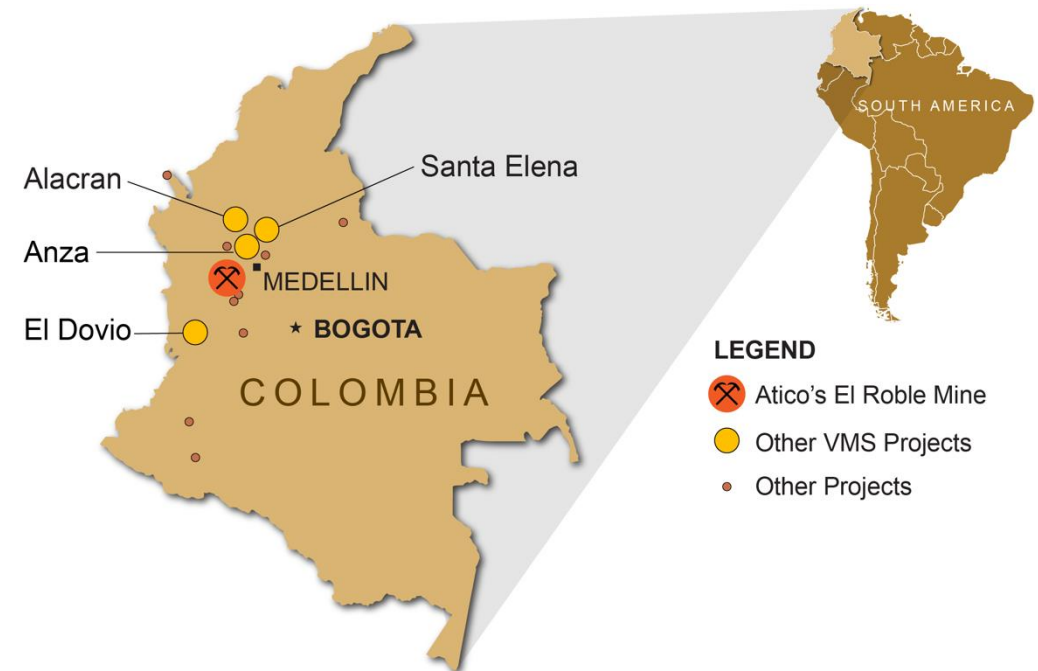 SOUTH AMERICA
Alacran
Santa Elena
Anza
MEDELLIN
El Dovio
BOGOTA
COLOMBIA
LEGEND
Atico's El Roble Mine
Other VMS Projects
Other Projects